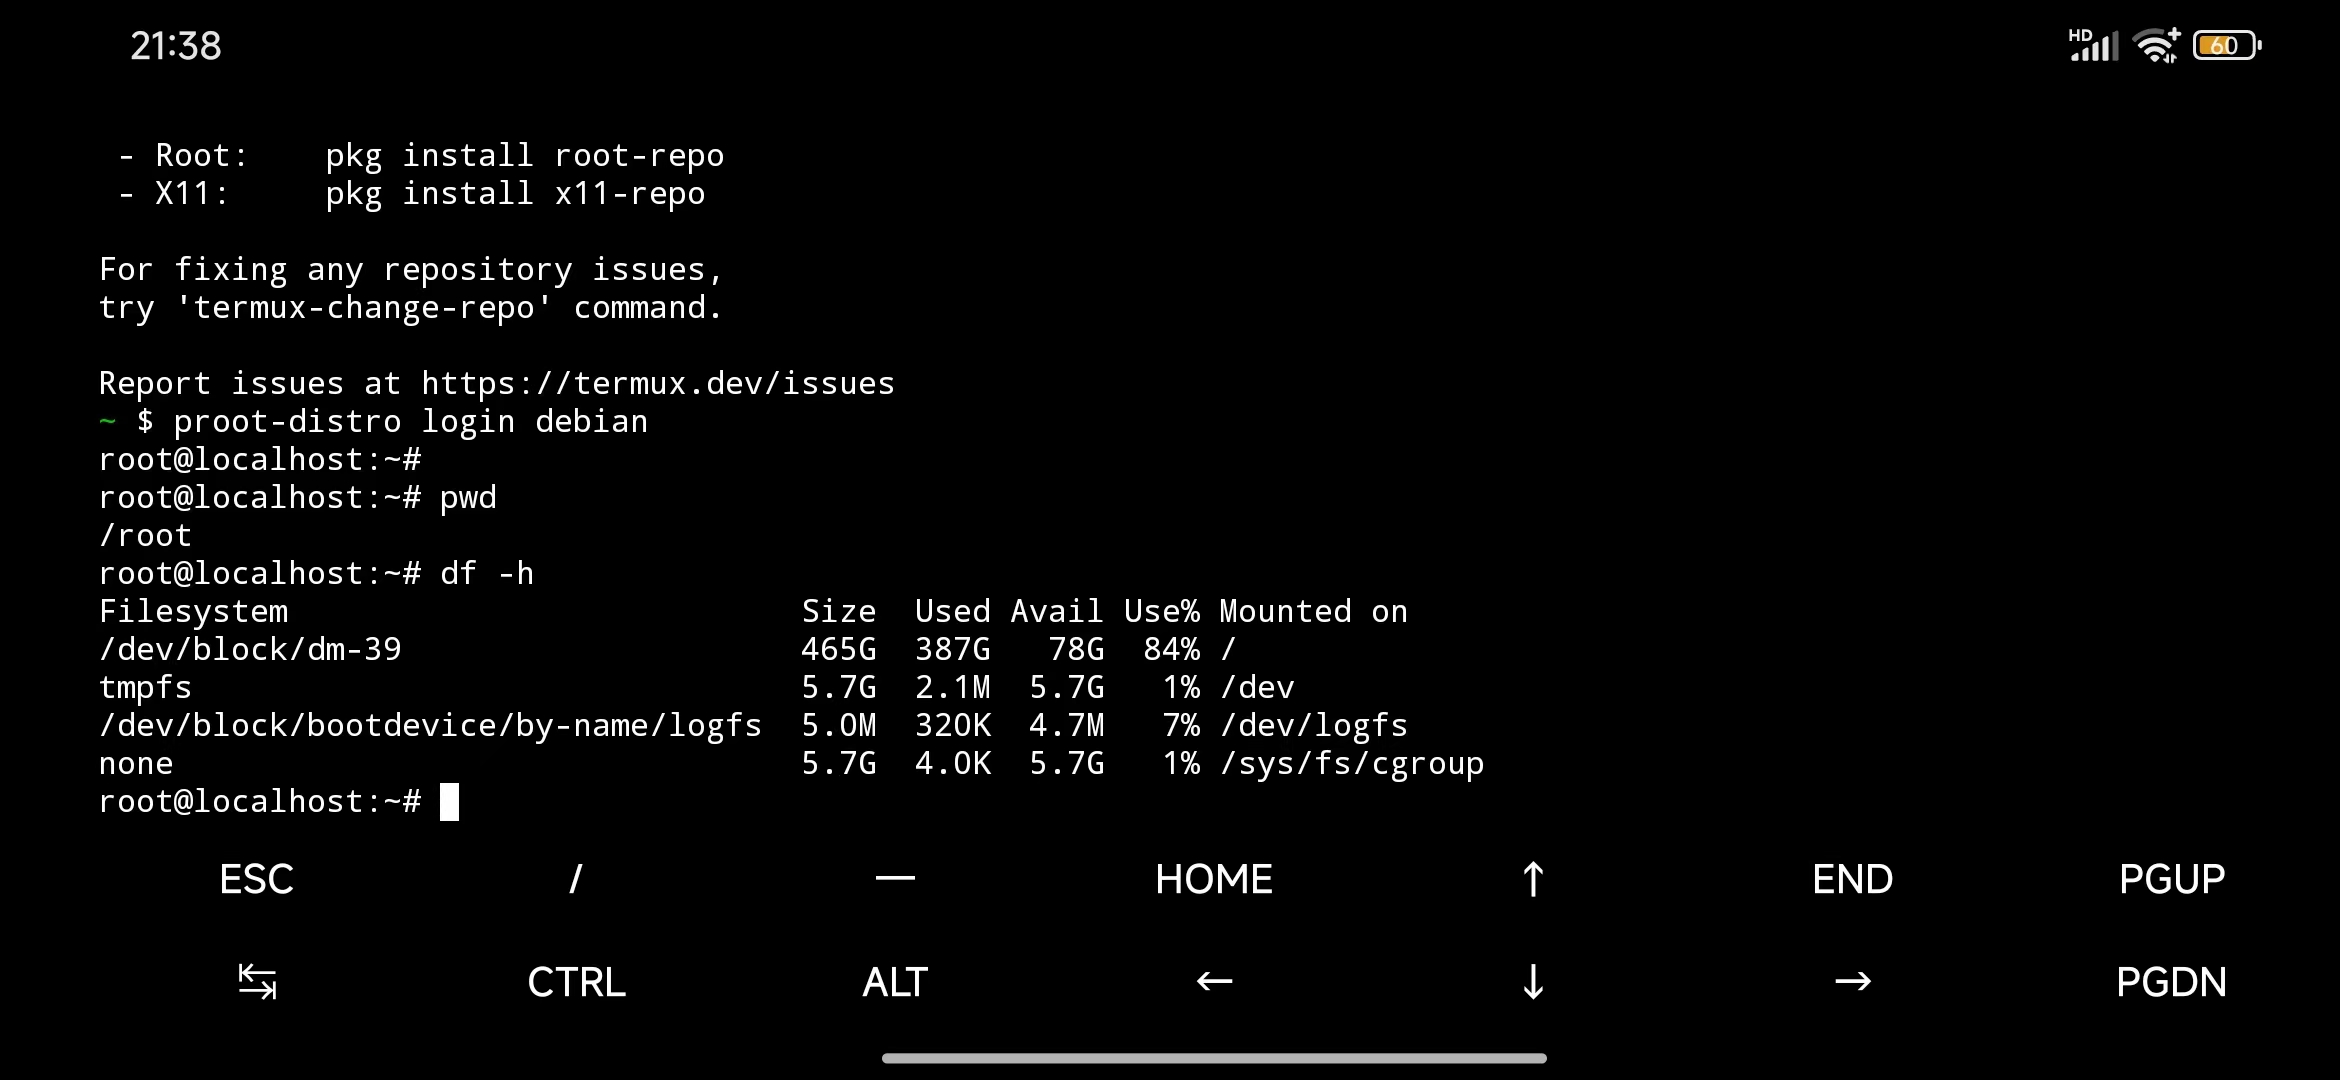 21:38
HD
60
- Root:    pkg install root-repo
- X11:     pkg install x11-repo
For fixing any repository issues,
try 'termux-change-repo' command.
Report issues at https://termux.dev/issues
~ $ proot-distro login debian
root@localhost:~#
root@localhost:~# pwd
/root
root@localhost:~# df -h
Filesystem                           Size  Used Avail Use% Mounted on
/dev/block/dm-39                     465G  387G   78G  84% /
tmpfs                                5.7G  2.1M  5.7G   1% /dev
/dev/block/bootdevice/by-name/logfs  5.0M  320K  4.7M   7% /dev/logfs
none                                 5.7G  4.0K  5.7G   1% /sys/fs/cgroup
root@localhost:~#
ESC / — HOME ↑ END PGUP
↹ CTRL ALT ← ↓ → PGDN